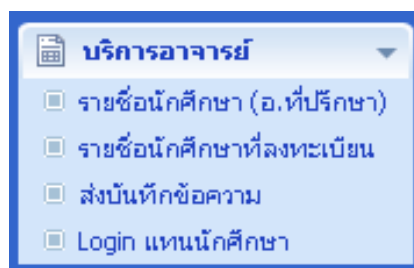 บริการอาจารย์
รายชื่อนักศึกษา (อ.ที่ปรึกษา)
รายชื่อนักศึกษาที่ลงทะเบียน
ส่งบันทึกข้อความ
Login แทนนักศึกษา